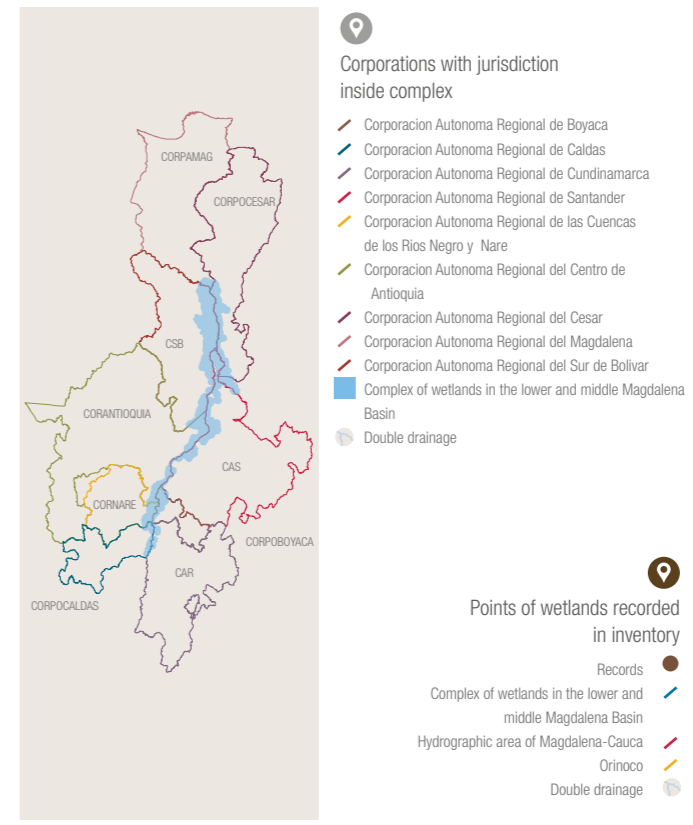 CORPAMAG
CORPOCESAR
CSB
CORANTIOQUIA
CAS
CORNARE
CORPOBOYACA
CAR
CORPOCALDAS
Corporations with jurisdiction
inside complex
Corporacion Autonoma Regional de Boyaca
Corporacion Autonoma Regional de Caldas
Corporacion Autonoma Regional de Cundinamarca
Corporacion Autonoma Regional de Santander
Corporacion Autonoma Regional de las Cuencas
de los Rios Negro y Nare
Corporacion Autonoma Regional del Centro de
Antioquia
Corporacion Autonoma Regional del Cesar
Corporacion Autonoma Regional del Magdalena
Corporacion Autonoma Regional del Sur de Bolivar
Complex of wetlands in the lower and middle Magdalena
Basin
Double drainage
Points of wetlands recorded
in inventory
Records
Complex of wetlands in the lower and
middle Magdalena Basin
Hydrographic area of Magdalena-Cauca
Orinoco
Double drainage